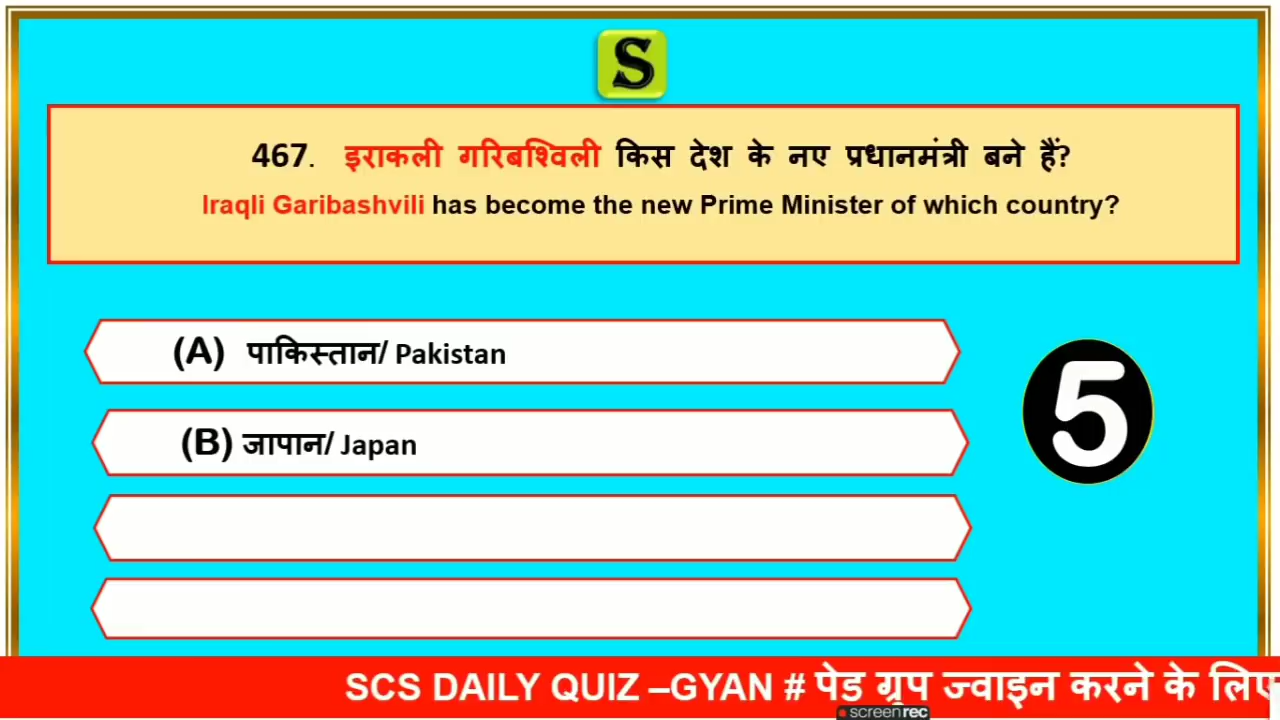 S
467. इराकली गरिबश्विली किस देश के नए प्रधानमंत्री बने हैं?
Iraqli Garibashvili has become the new Prime Minister of which country?
(A) पाकिस्तान/ Pakistan
(B) जापान/ Japan
5
SCS DAILY QUIZ –GYAN # पेड ग्रूप ज्वाइन करने के लिए
screenrec